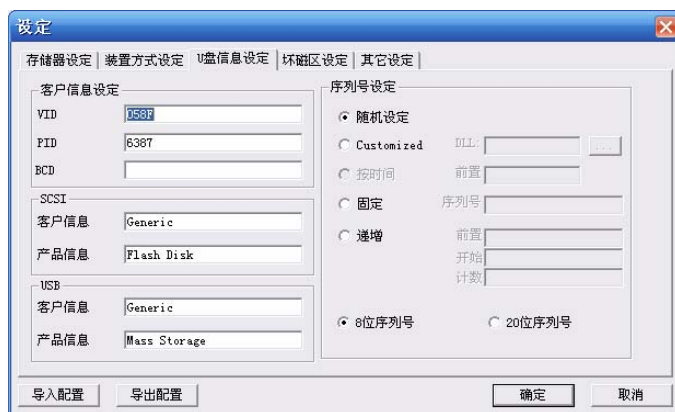 设定
存储器设定 装置方式设定 U盘信息设定 坏磁区设定 其它设定
客户信息设定
VID 058F
PID 6387
BCD
SCSI
客户信息 Generic
产品信息 Flash Disk
USB
客户信息 Generic
产品信息 Mass Storage
序列号设定
随机设定
Customized DLL: ...
按时间 前置
固定 序列号
递增 前置
开始
计数
8位序列号 20位序列号
导入配置 导出配置 确定 取消